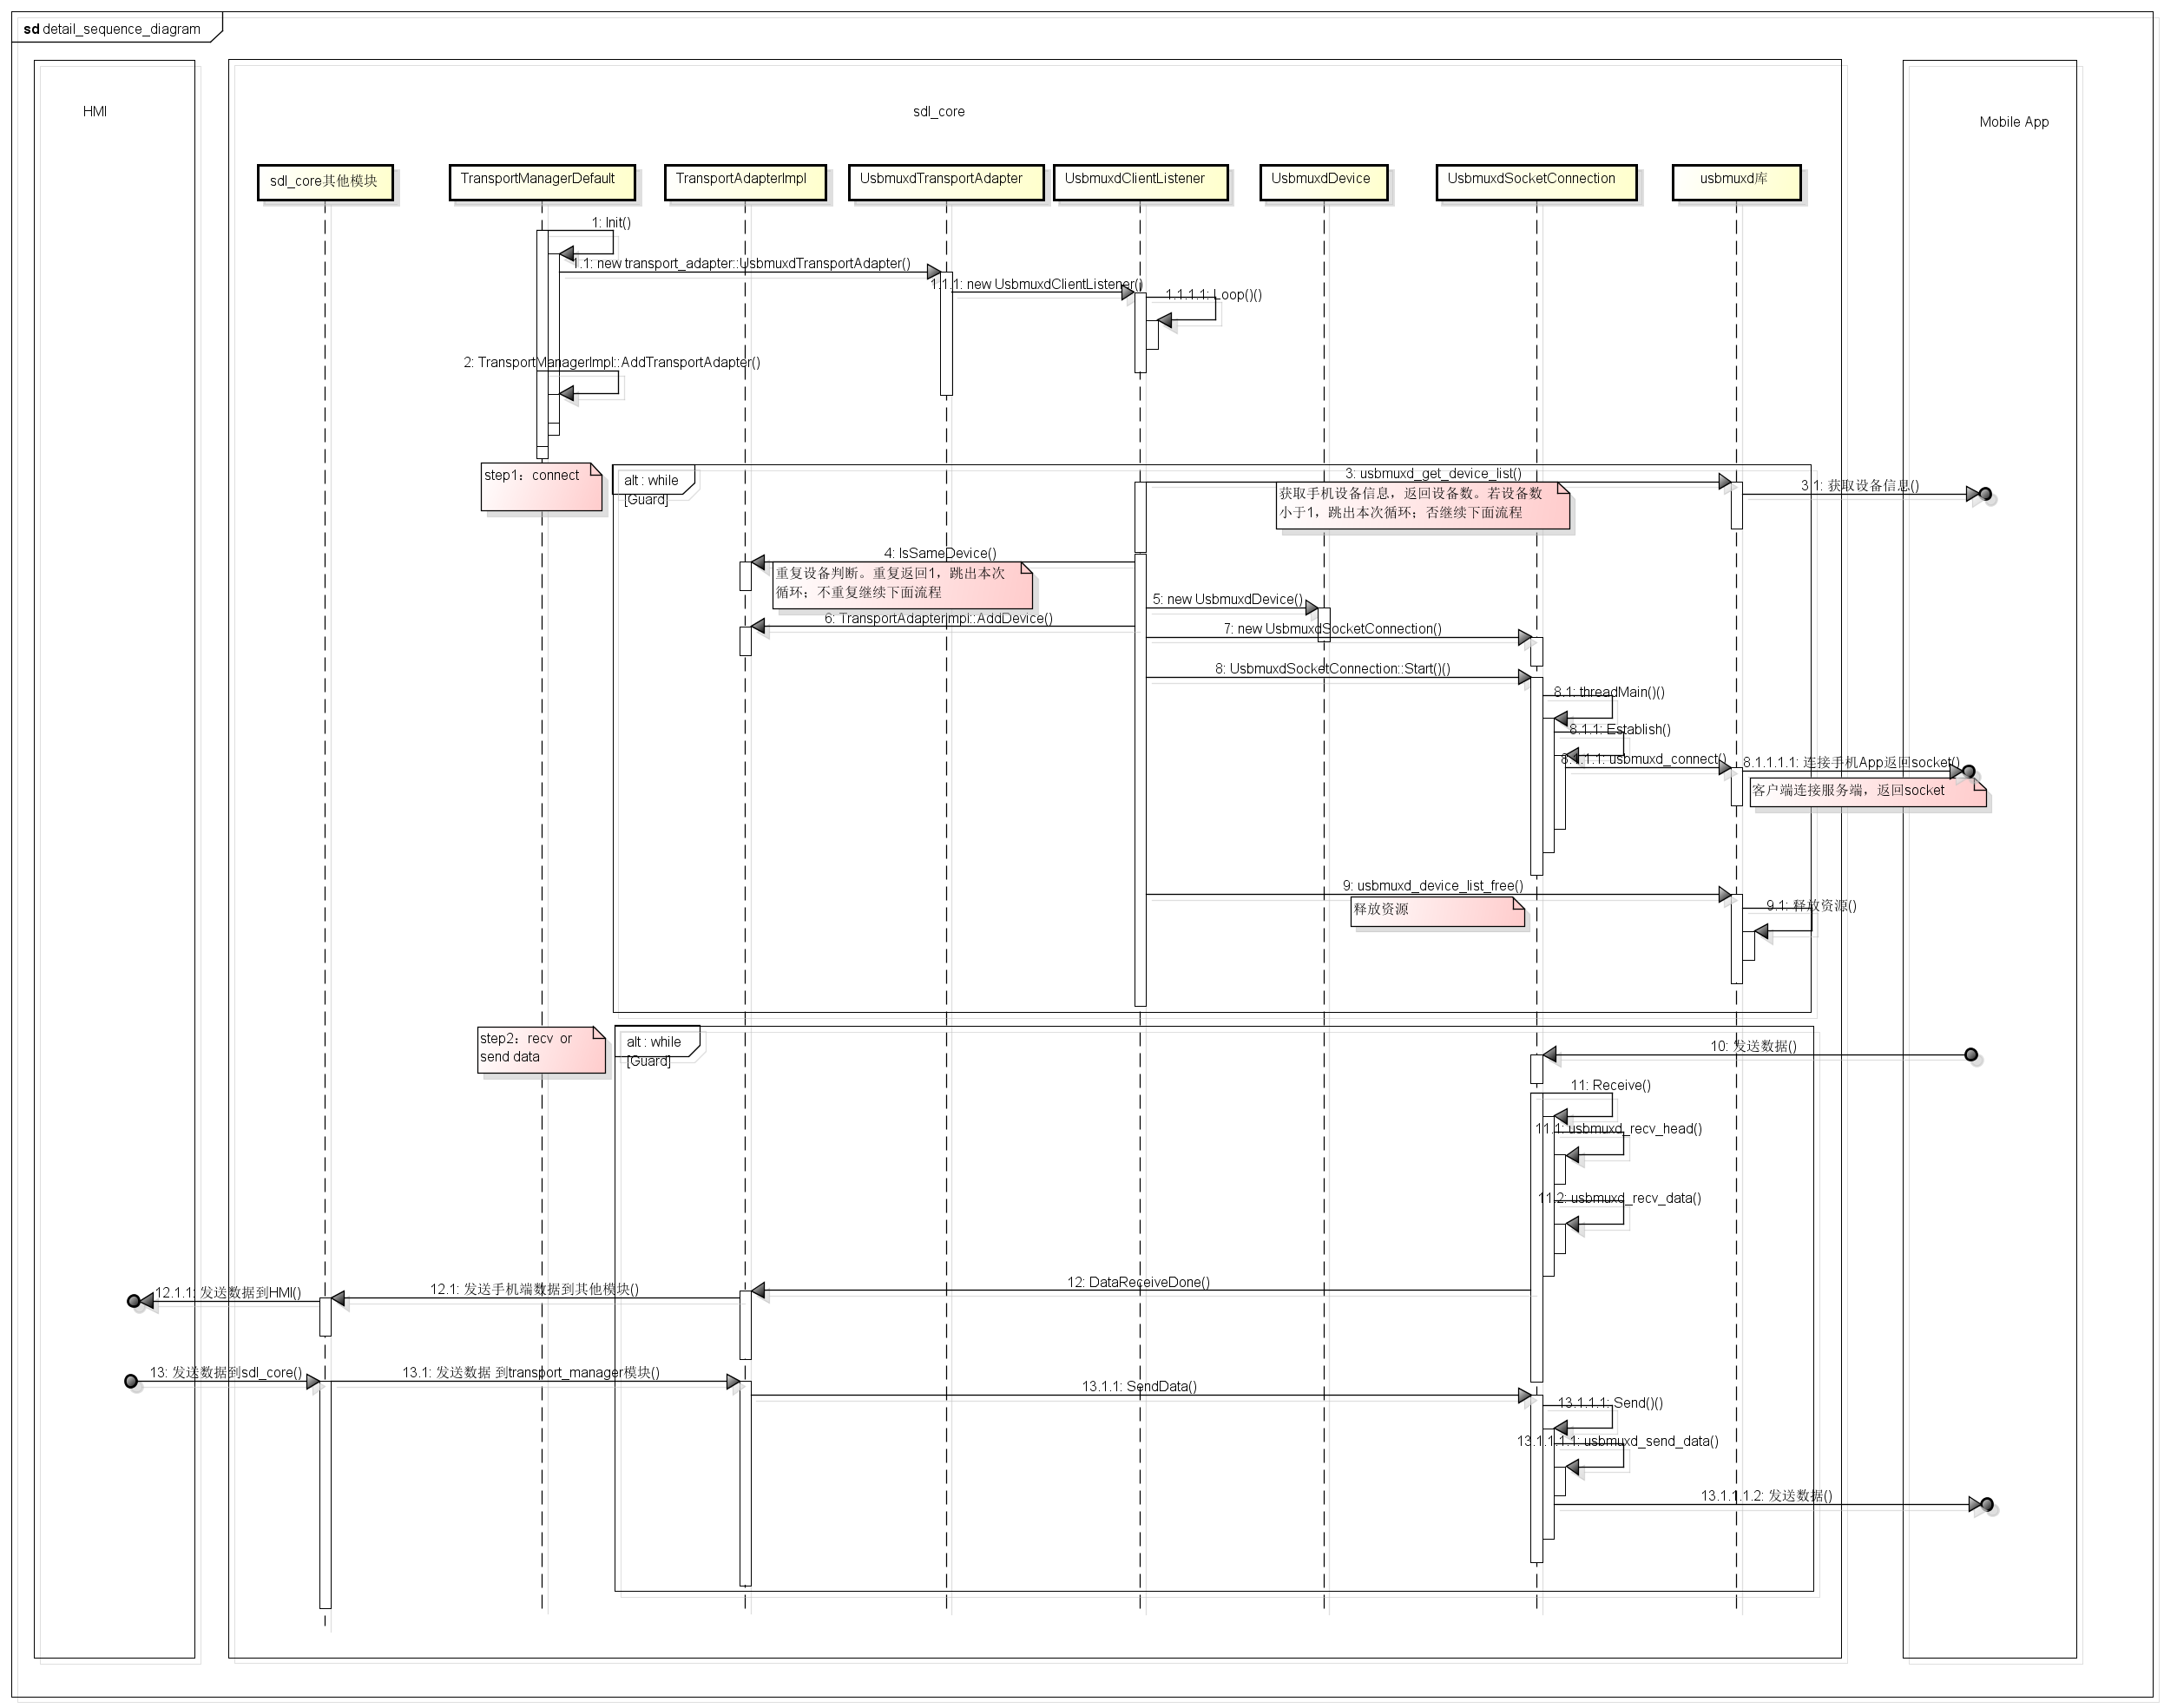 sd detail_sequence_diagram
HMI
sdl_core
Mobile App
sdl_core其他模块
TransportManagerDefault
TransportAdapterImpl
UsbmuxdTransportAdapter
UsbmuxdClientListener
UsbmuxdDevice
UsbmuxdSocketConnection
usbmuxd库
1: Init()
1.1: new transport_adapter::UsbmuxdTransportAdapter()
1.1.1: new UsbmuxdClientListener()
1.1.1.1: Loop()()
2: TransportManagerImpl::AddTransportAdapter()
step1：connect
alt : while
[Guard]
3: usbmuxd_get_device_list()
3.1: 获取设备信息()
获取手机设备信息，返回设备数。若设备数
小于1，跳出本次循环；否继续下面流程
4: IsSameDevice()
重复设备判断。重复返回1，跳出本次
循环；不重复继续下面流程
5: new UsbmuxdDevice()
6: TransportAdapterImpl::AddDevice()
7: new UsbmuxdSocketConnection()
8: UsbmuxdSocketConnection::Start()()
8.1: threadMain()()
8.1.1: Establish()
8.1.1.1: usbmuxd_connect()
8.1.1.1.1: 连接手机App返回socket()
客户端连接服务端，返回socket
9: usbmuxd_device_list_free()
释放资源
9.1: 释放资源()
step2：recv or
send data
alt : while
[Guard]
10: 发送数据()
11: Receive()
11.1: usbmuxd_recv_head()
11.2: usbmuxd_recv_data()
12: DataReceiveDone()
12.1: 发送手机端数据到其他模块()
12.1.1: 发送数据到HMI()
13: 发送数据到sdl_core()
13.1: 发送数据 到transport_manager模块()
13.1.1: SendData()
13.1.1.1: Send()()
13.1.1.1.1: usbmuxd_send_data()
13.1.1.1.2: 发送数据()